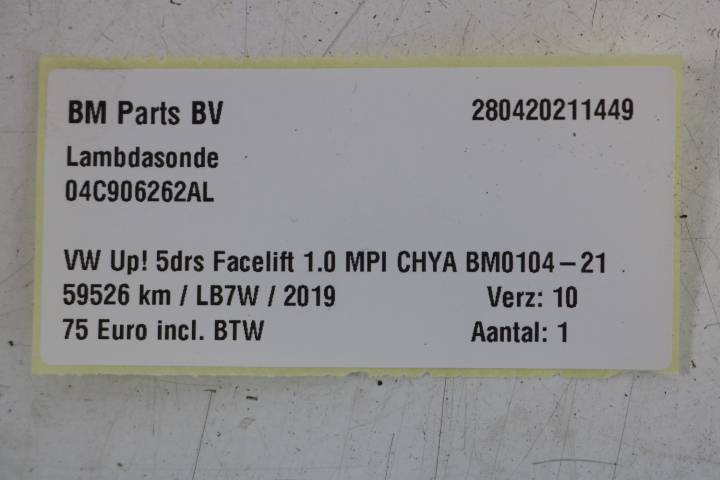 BM Parts BV 280420211449
Lambdasonde
04C906262AL
VW Up! 5drs Facelift 1.0 MPI CHYA BM0104-21
59526 km / LB7W / 2019 Verz: 10
75 Euro incl. BTW Aantal: 1